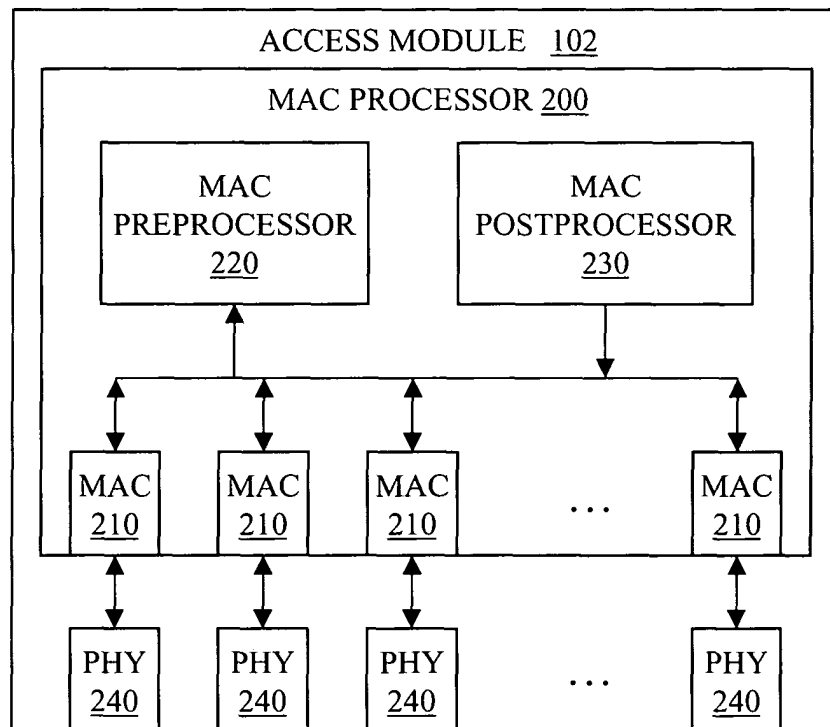 ACCESS MODULE 102
MAC PROCESSOR 200
MAC
PREPROCESSOR
220
MAC
POSTPROCESSOR
230
MAC
210
MAC
210
MAC
210
...
MAC
210
PHY
240
PHY
240
PHY
240
...
PHY
240